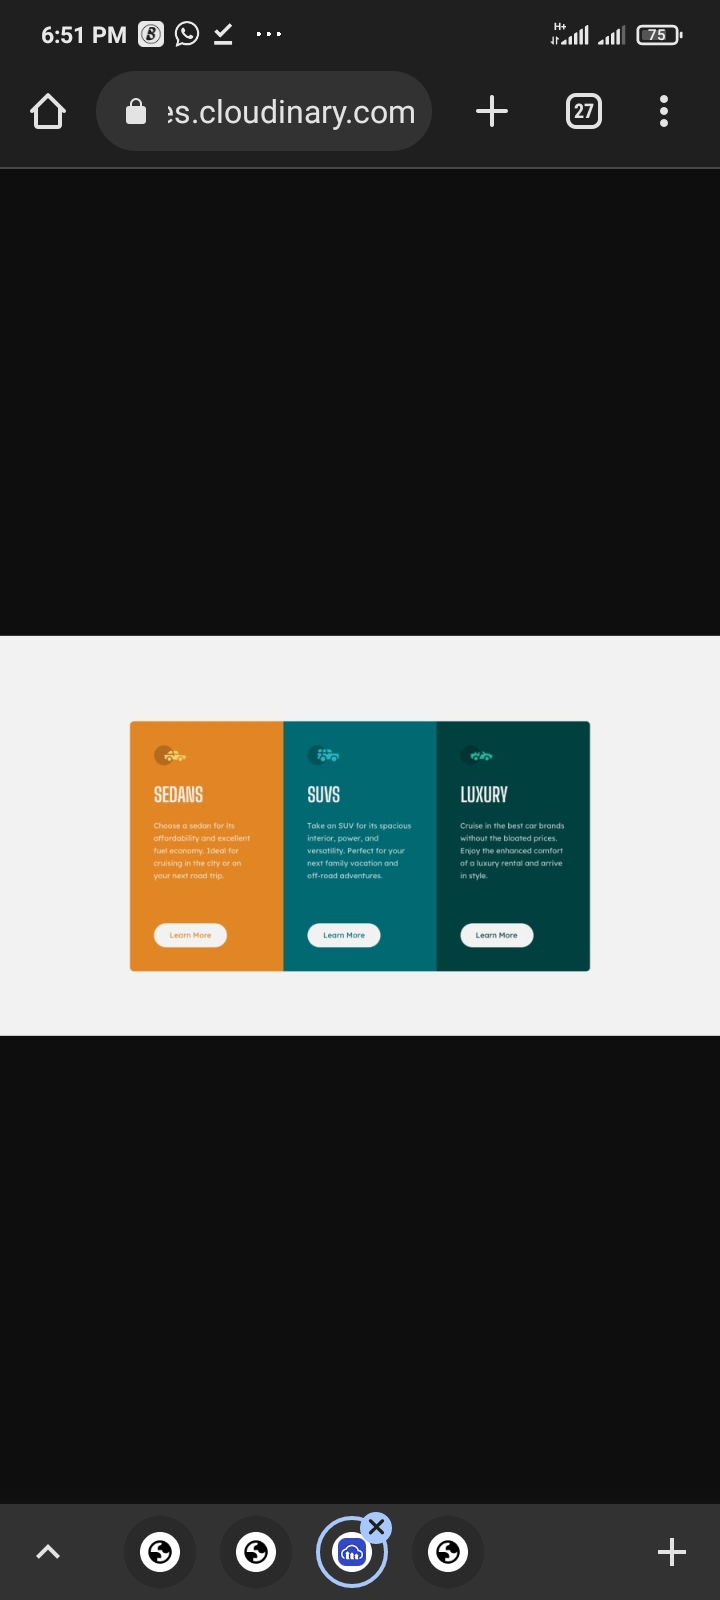 6:51 PM
H+
75
es.cloudinary.com
27
SEDANS
Choose a sedan for its
affordability and excellent
fuel economy. Ideal for
cruising in the city or on
your next road trip.
Learn More
SUVS
Take an SUV for its spacious
interior, power, and
versatility. Perfect for your
next family vacation and
off-road adventures.
Learn More
LUXURY
Cruise in the best car brands
without the bloated prices.
Enjoy the enhanced comfort
of a luxury rental and arrive
in style.
Learn More